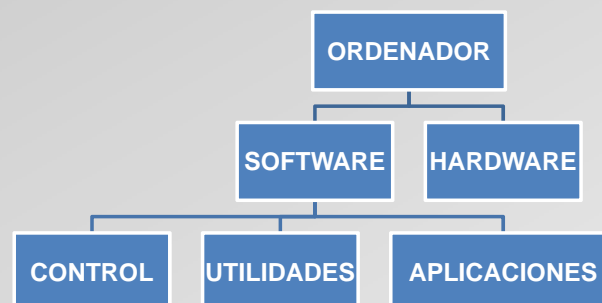 ORDENADOR
SOFTWARE
HARDWARE
CONTROL
UTILIDADES
APLICACIONES